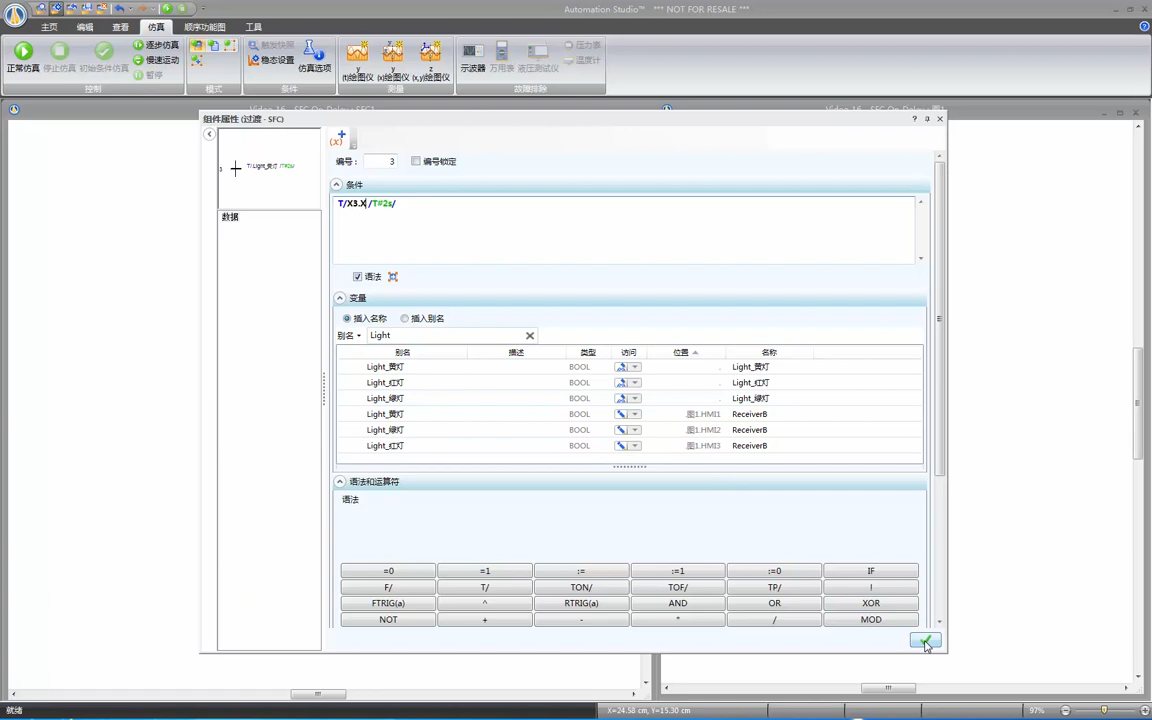 Automation Studio™ *** NOT FOR RESALE ***
主页 编辑 查看 仿真 顺序功能图 工具
正常仿真 停止仿真 初始条件仿真 逐步仿真 慢速运动 暂停
触发快照 稳态设置 仿真选项
y (t)绘图仪 y (x)绘图仪 z (x,y)绘图仪
示波器 万用表 液压测试仪 压力表 温度计
控制 模式 条件 测量 故障排除
组件属性 (过渡 - SFC)
3 T/Light_黄灯 /T#2s/
数据
(x)
编号: 3 编号锁定
条件
T/X3.X /T#2s/
语法
变量
插入名称 插入别名
别名 Light
别名 描述 类型 访问 位置 名称
Light_黄灯 BOOL . Light_黄灯
Light_红灯 BOOL . Light_红灯
Light_绿灯 BOOL . Light_绿灯
Light_黄灯 BOOL 图1.HMI1 ReceiverB
Light_绿灯 BOOL 图1.HMI2 ReceiverB
Light_红灯 BOOL 图1.HMI3 ReceiverB
语法和运算符
语法
=0 =1 := :=1 :=0 IF
F/ T/ TON/ TOF/ TP/ !
FTRIG(a) ^ RTRIG(a) AND OR XOR
NOT + - * / MOD
就绪 X=24.58 cm, Y=15.30 cm 97%